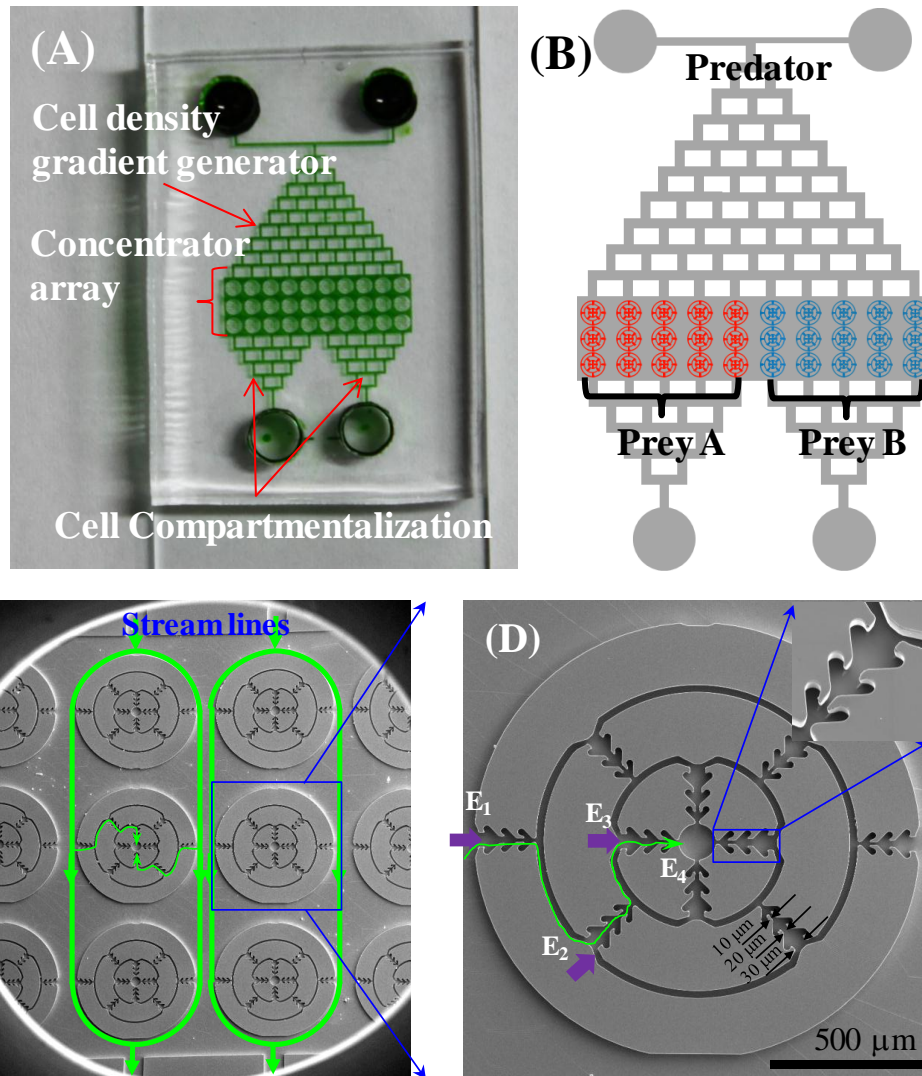 (A)
Cell density
gradient generator
Concentrator
array
Cell Compartmentalization
(B)
Predator
Prey A
Prey B
Stream lines
(D)
E1
E3
E4
E2
10 μm
20 μm
30 μm
500 μm